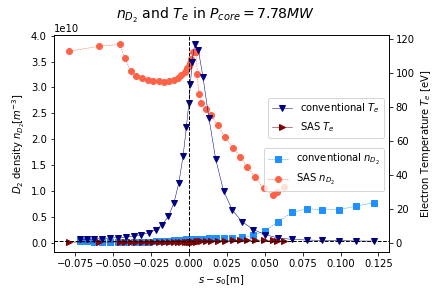 n_{D_2} and T_e in P_{core} = 7.78MW
1e10
4.0
3.5
3.0
2.5
2.0
1.5
1.0
0.5
0.0
D_2 density n_{D_2}[m^{-3}]
120
100
80
60
40
20
0
Electron Temperature T_e [eV]
conventional T_e
SAS T_e
conventional n_{D_2}
SAS n_{D_2}
−0.075 −0.050 −0.025 0.000 0.025 0.050 0.075 0.100 0.125
s − s_0[m]